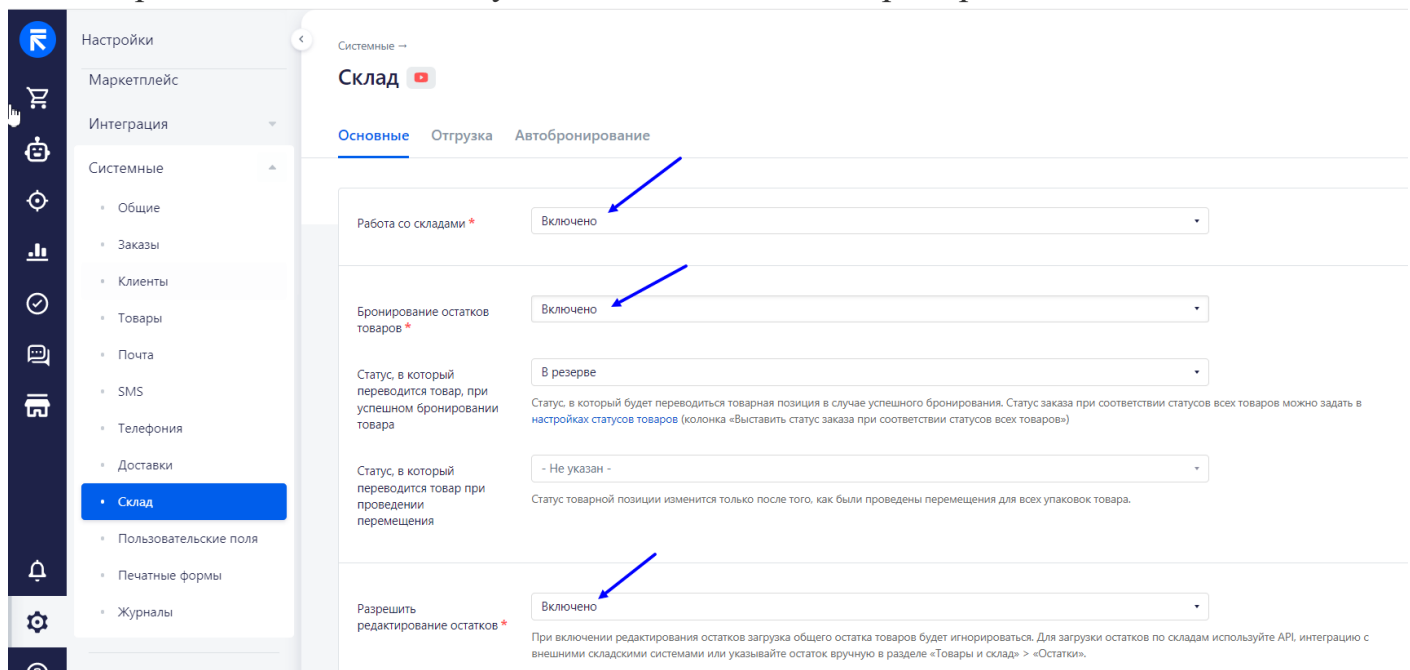 Настройки
Маркетплейс
Интеграция
Системные
Общие
Заказы
Клиенты
Товары
Почта
SMS
Телефония
Доставки
Склад
Пользовательские поля
Печатные формы
Журналы
Системные →
Склад
Основные Отгрузка Автобронирование
Работа со складами * Включено
Бронирование остатков товаров * Включено
Статус, в который
переводится товар, при
успешном бронировании
товара
В резерве
Статус, в который будет переводиться товарная позиция в случае успешного бронирования. Статус заказа при соответствии статусов всех товаров можно задать в
настройках статусов товаров (колонка «Выставить статус заказа при соответствии статусов всех товаров»)
Статус, в который
переводится товар при
проведении
перемещения
- Не указан -
Статус товарной позиции изменится только после того, как были проведены перемещения для всех упаковок товара.
Разрешить
редактирование остатков *
Включено
При включении редактирования остатков загрузка общего остатка товаров будет игнорироваться. Для загрузки остатков по складам используйте API, интеграцию с
внешними складскими системами или указывайте остаток вручную в разделе «Товары и склад» > «Остатки».